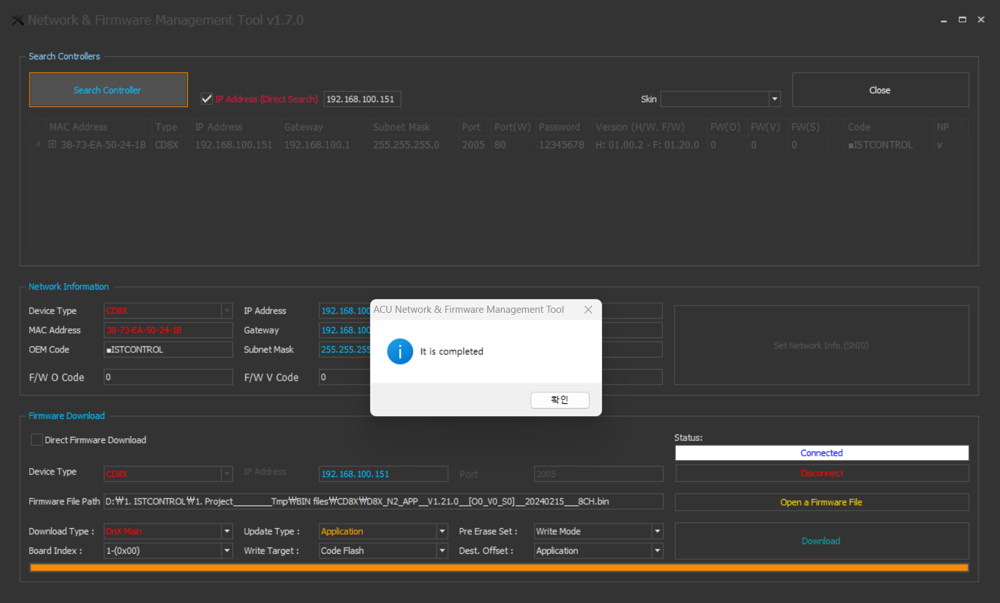 Network & Firmware Management Tool v1.7.0
Search Controllers
Search Controller
IP Address (Direct Search) 192.168.100.151
Skin
Close
MAC Address Type IP Address Gateway Subnet Mask Port Port(W) Password Version (H/W. F/W) FW(O) FW(V) FW(S) Code NP
38-73-EA-50-24-1B CD8X 192.168.100.151 192.168.100.1 255.255.255.0 2005 80 12345678 H: 01.00.2 - F: 01.20.0 0 0 0 ■ISTCONTROL v
Network Information
Device Type CD8X IP Address 192.168.100
MAC Address 38-73-EA-50-24-1B Gateway 192.168.100
OEM Code ■ISTCONTROL Subnet Mask 255.255.255
F/W O Code 0 F/W V Code 0
Set Network Info.(SNI0)
ACU Network & Firmware Management Tool
It is completed
확인
Firmware Download
Direct Firmware Download
Status:
Connected
Device Type CD8X IP Address 192.168.100.151 Port 2005
Disconnect
Firmware File Path D:₩1. ISTCONTROL₩1. Project________Tmp₩BIN files₩CD8X₩D8X_N2_APP__V1.21.0__[O0_V0_S0]__20240215___8CH.bin
Open a Firmware File
Download Type : DnX Main Update Type : Application Pre Erase Set : Write Mode
Board Index : 1-(0x00) Write Target : Code Flash Dest. Offset : Application
Download